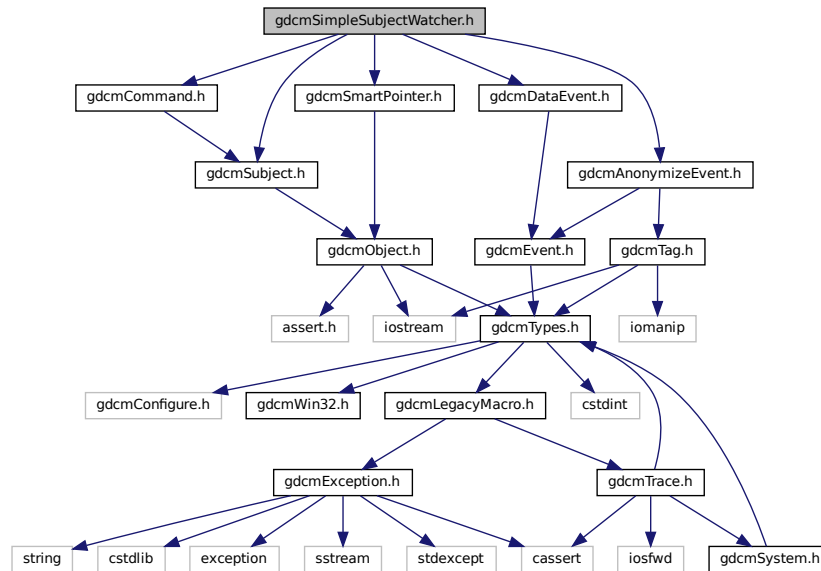 gdcmSimpleSubjectWatcher.h
gdcmCommand.h
gdcmSmartPointer.h
gdcmDataEvent.h
gdcmSubject.h
gdcmAnonymizeEvent.h
gdcmObject.h
gdcmEvent.h
gdcmTag.h
assert.h
iostream
gdcmTypes.h
iomanip
gdcmConfigure.h
gdcmWin32.h
gdcmLegacyMacro.h
cstdint
gdcmException.h
gdcmTrace.h
string
cstdlib
exception
sstream
stdexcept
cassert
iosfwd
gdcmSystem.h